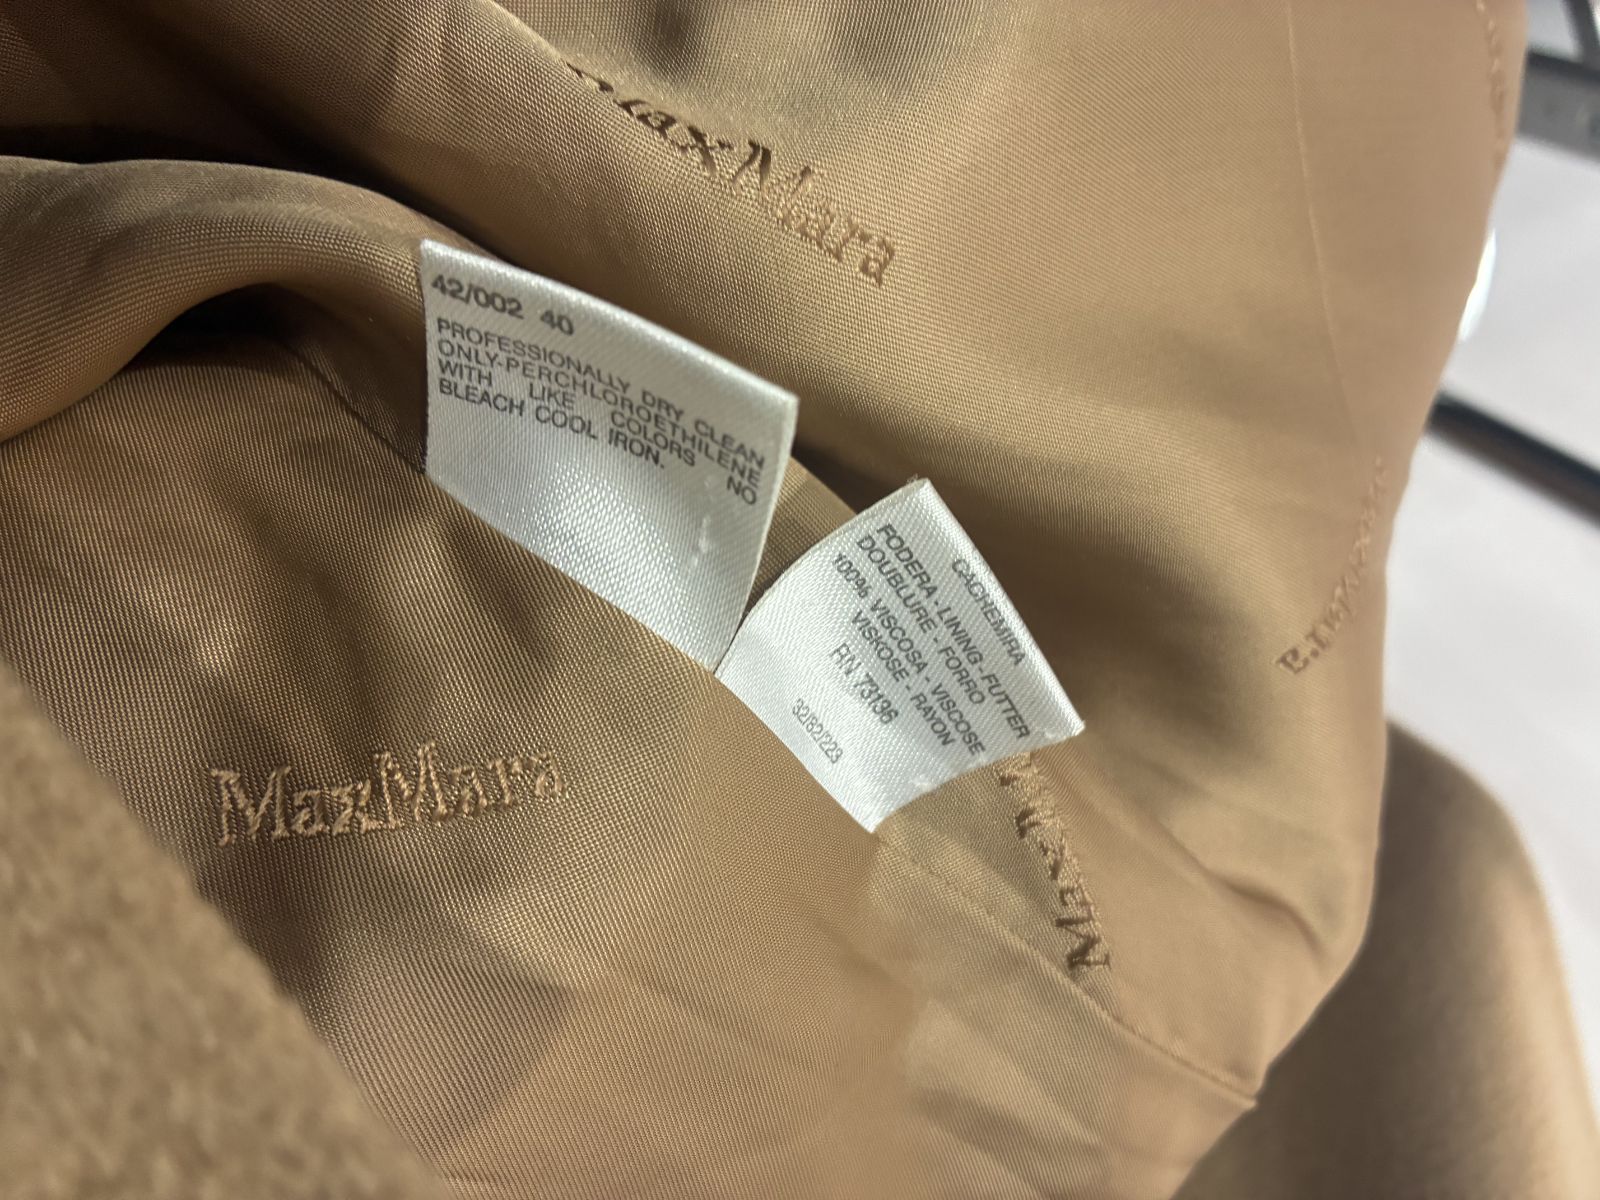 MaxMara
42/002 40
PROFESSIONALLY DRY CLEAN
ONLY-PERCHLOROETHILENE
WITH LIKE COLORS NO
BLEACH COOL IRON.
CACHEMIRA
FODERA - LINING - FUTTER
DOUBLURE - FORRO
100% VISCOSA - VISCOSE
VISKOSE - RAYON
RN 73136
32/82/223
MaxMara
MaxM